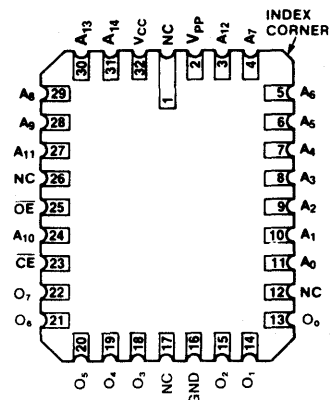 INDEX
CORNER
A13 A14 VCC NC VPP A12 A7
30 31 32 1 2 3 4
A8 29 5 A6
A9 28 6 A5
A11 27 7 A4
NC 26 8 A3
OE 25 9 A2
A10 24 10 A1
CE 23 11 A0
O7 22 12 NC
O6 21 13 O0
20 19 18 17 16 15 14
O5 O4 O3 NC GND O2 O1